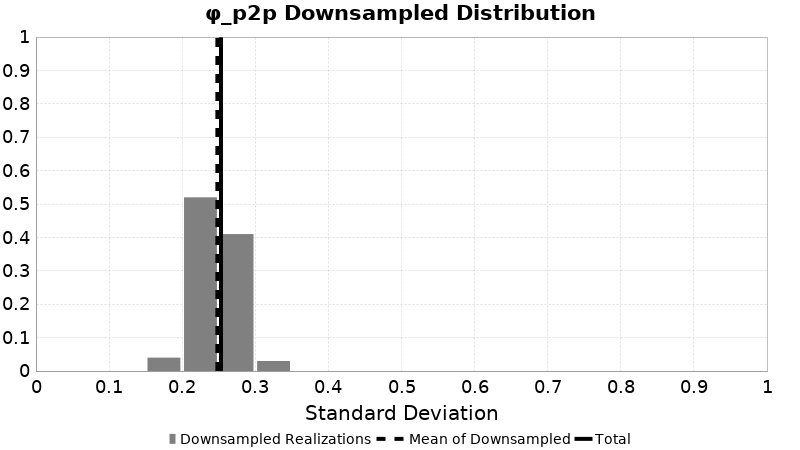 φ_p2p Downsampled Distribution
1
0.9
0.8
0.7
0.6
0.5
0.4
0.3
0.2
0.1
0
0 0.1 0.2 0.3 0.4 0.5 0.6 0.7 0.8 0.9 1
Standard Deviation
Downsampled Realizations Mean of Downsampled Total